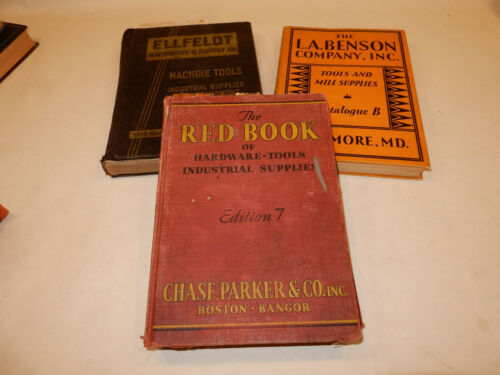 ELLFELDT
MACHINERY & SUPPLY CO.
MACHINE TOOLS
INDUSTRIAL SUPPLIES
THE
L.A. BENSON
COMPANY, INC.
TOOLS AND
MILL SUPPLIES
Catalogue B
MORE, MD.
The
RED BOOK
OF
HARDWARE-TOOLS
INDUSTRIAL SUPPLIES
Edition 7
CHASE, PARKER & CO. INC.
BOSTON - BANGOR